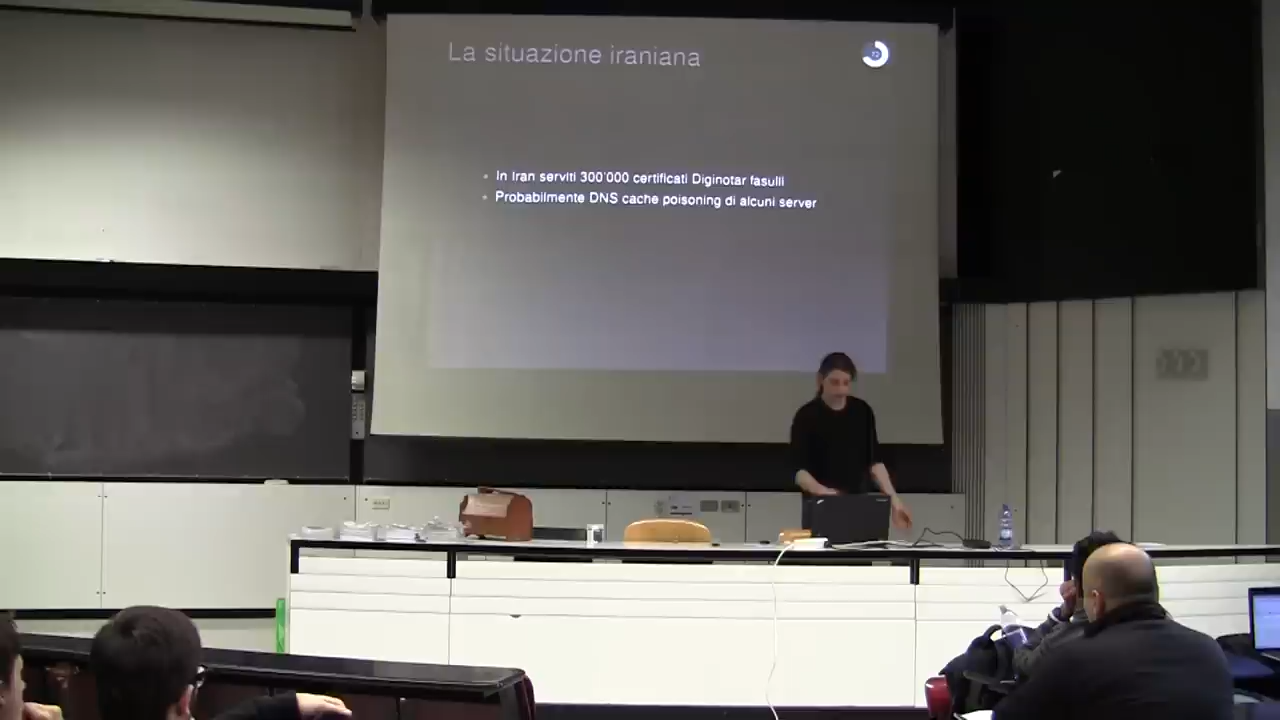 La situazione iraniana
In Iran serviti 300'000 certificati Diginotar fasulli
Probabilmente DNS cache poisoning di alcuni server